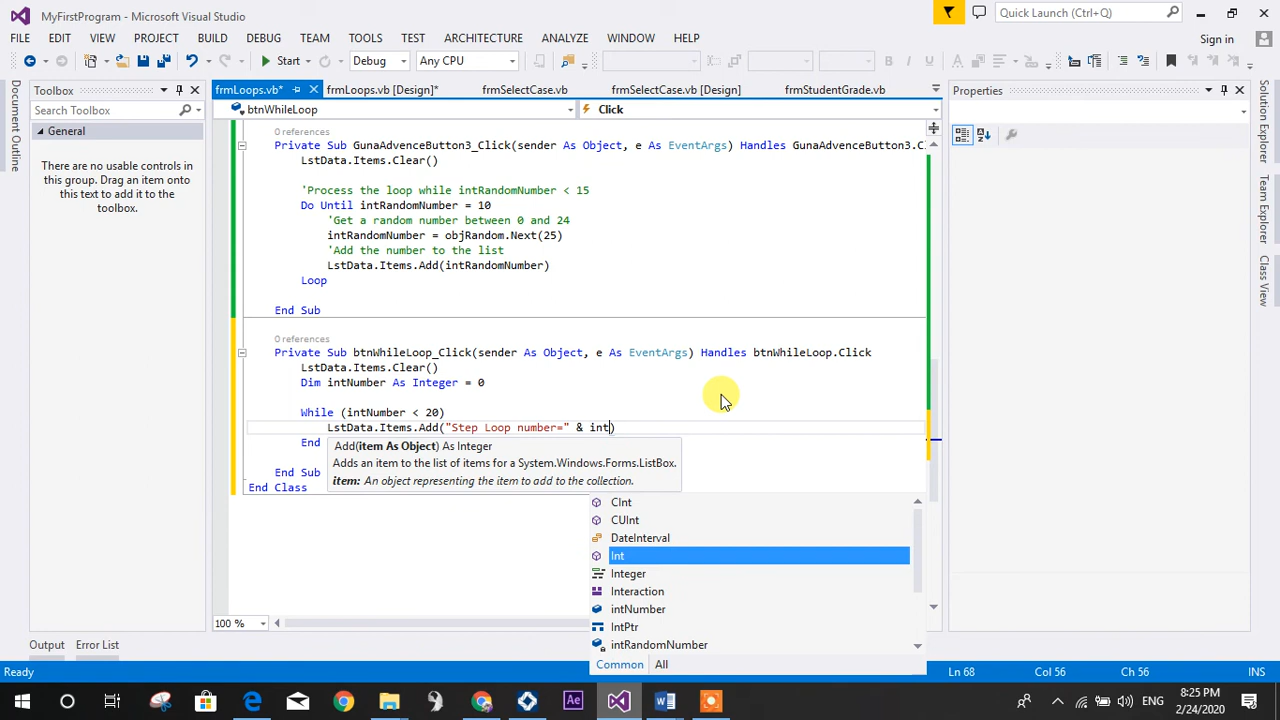 MyFirstProgram - Microsoft Visual Studio
Quick Launch (Ctrl+Q)
FILE EDIT VIEW PROJECT BUILD DEBUG TEAM TOOLS TEST ARCHITECTURE ANALYZE WINDOW HELP
Sign in
Start Debug Any CPU
Document Outline
Toolbox
Search Toolbox
General
There are no usable controls in
this group. Drag an item onto
this text to add it to the
toolbox.
frmLoops.vb* frmLoops.vb [Design]* frmSelectCase.vb frmSelectCase.vb [Design] frmStudentGrade.vb
btnWhileLoop Click
0 references
Private Sub GunaAdvenceButton3_Click(sender As Object, e As EventArgs) Handles GunaAdvenceButton3.C
LstData.Items.Clear()
'Process the loop while intRandomNumber < 15
Do Until intRandomNumber = 10
'Get a random number between 0 and 24
intRandomNumber = objRandom.Next(25)
'Add the number to the list
LstData.Items.Add(intRandomNumber)
Loop
End Sub
0 references
Private Sub btnWhileLoop_Click(sender As Object, e As EventArgs) Handles btnWhileLoop.Click
LstData.Items.Clear()
Dim intNumber As Integer = 0
While (intNumber < 20)
LstData.Items.Add("Step Loop number=" & int)
End
End Sub
End Class
Add(item As Object) As Integer
Adds an item to the list of items for a System.Windows.Forms.ListBox.
item: An object representing the item to add to the collection.
CInt
CUInt
DateInterval
Int
Integer
Interaction
intNumber
IntPtr
intRandomNumber
Common All
100 %
Properties
Solution Explorer
Team Explorer
Class View
Output Error List
Ready Ln 68 Col 56 Ch 56 INS
ENG
8:25 PM
2/24/2020